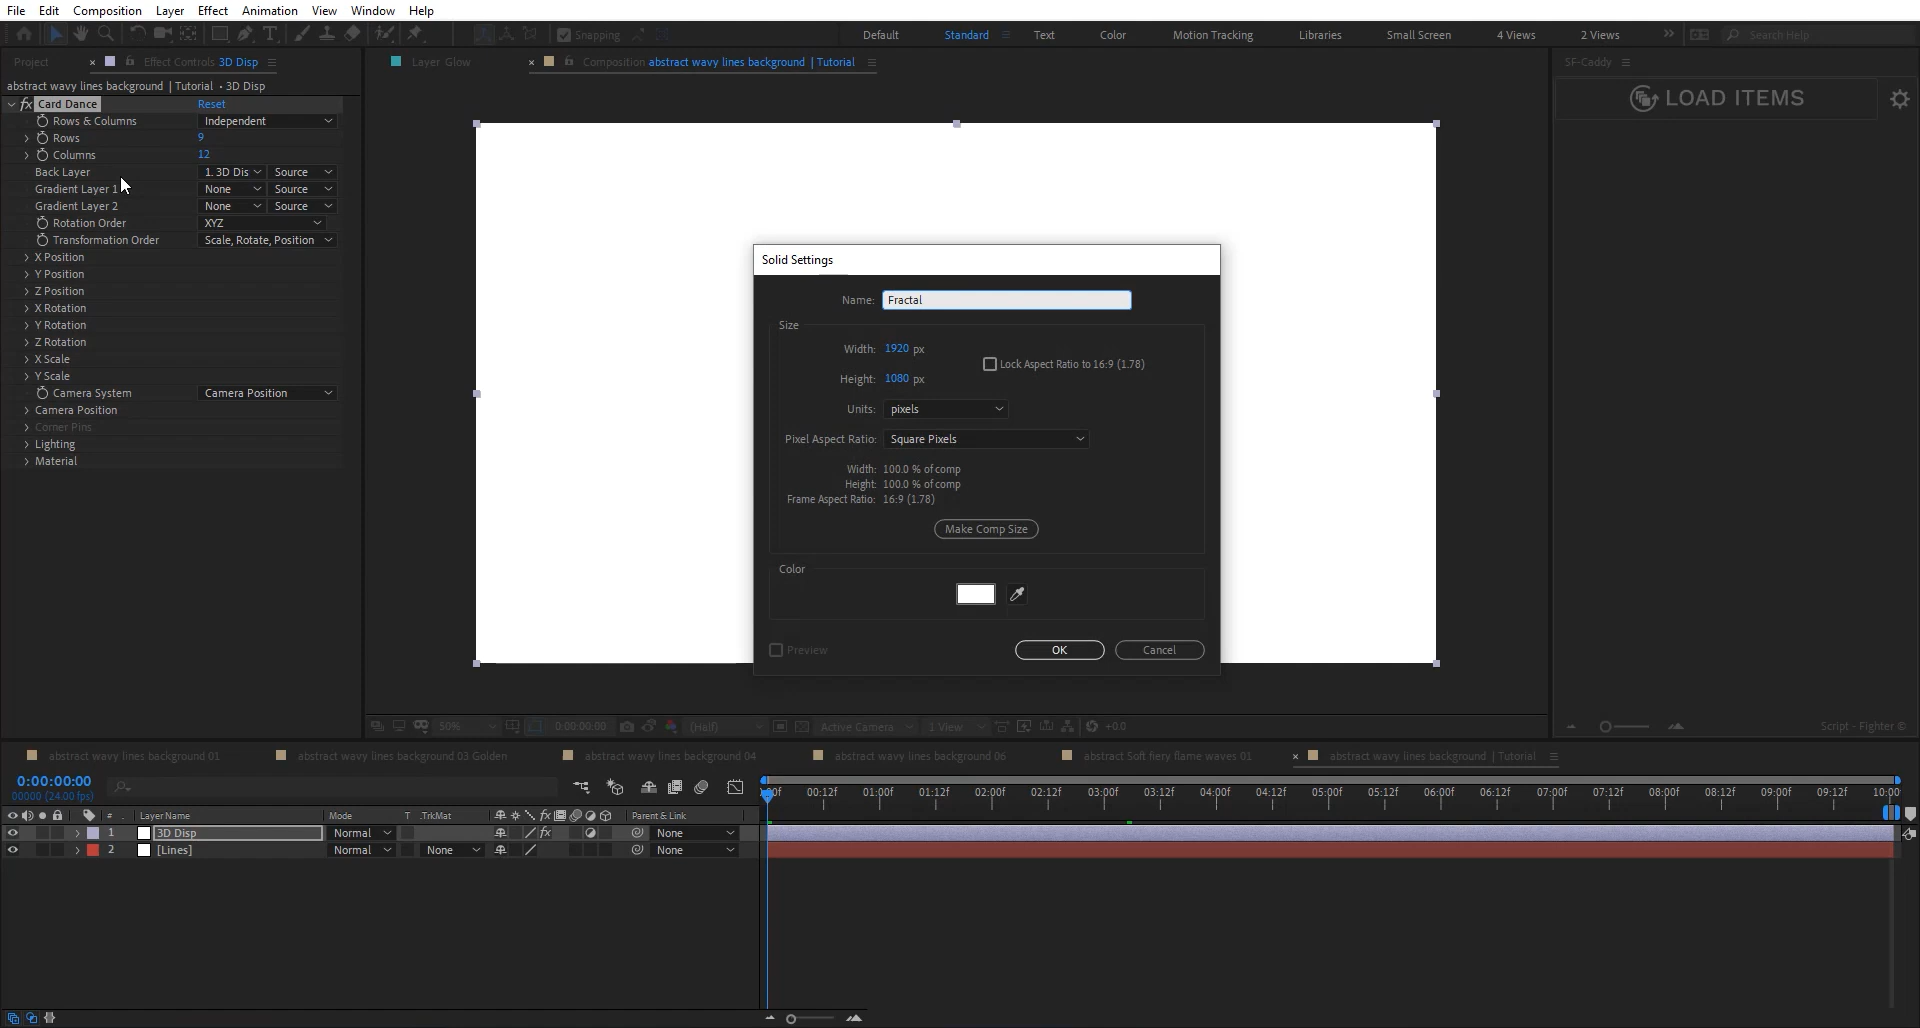 File Edit Composition Layer Effect Animation View Window Help
Snapping Default Standard Text Color Motion Tracking Libraries Small Screen 4 Views 2 Views Search Help
Project Effect Controls 3D Disp
Layer Glow
Composition abstract wavy lines background | Tutorial
SF-Caddy
abstract wavy lines background | Tutorial • 3D Disp
LOAD ITEMS
fx Card Dance Reset
Rows & Columns Independent
Rows 9
Columns 12
Back Layer 1. 3D Dis Source
Gradient Layer 1 None Source
Gradient Layer 2 None Source
Rotation Order XYZ
Transformation Order Scale, Rotate, Position
X Position
Y Position
Z Position
X Rotation
Y Rotation
Z Rotation
X Scale
Y Scale
Camera System Camera Position
Camera Position
Corner Pins
Lighting
Material
Solid Settings
Name: Fractal
Size
Width: 1920 px
Lock Aspect Ratio to 16:9 (1.78)
Height: 1080 px
Units: pixels
Pixel Aspect Ratio: Square Pixels
Width: 100.0 % of comp
Height: 100.0 % of comp
Frame Aspect Ratio: 16:9 (1.78)
Make Comp Size
Color
Preview OK Cancel
50% 0:00:00:00 (Half) Active Camera 1 View +0.0
Script - Fighter ©
abstract wavy lines background 01 abstract wavy lines background 03 Golden abstract wavy lines background 04 abstract wavy lines background 06 abstract Soft fiery flame waves 01 abstract wavy lines background | Tutorial
0:00:00:00
00000 (24.00 fps)
00:12f 01:00f 01:12f 02:00f 02:12f 03:00f 03:12f 04:00f 04:12f 05:00f 05:12f 06:00f 06:12f 07:00f 07:12f 08:00f 08:12f 09:00f 09:12f 10:00
# Layer Name Mode T .TrkMat fx Parent & Link
1 3D Disp Normal fx None
2 [Lines] Normal None None